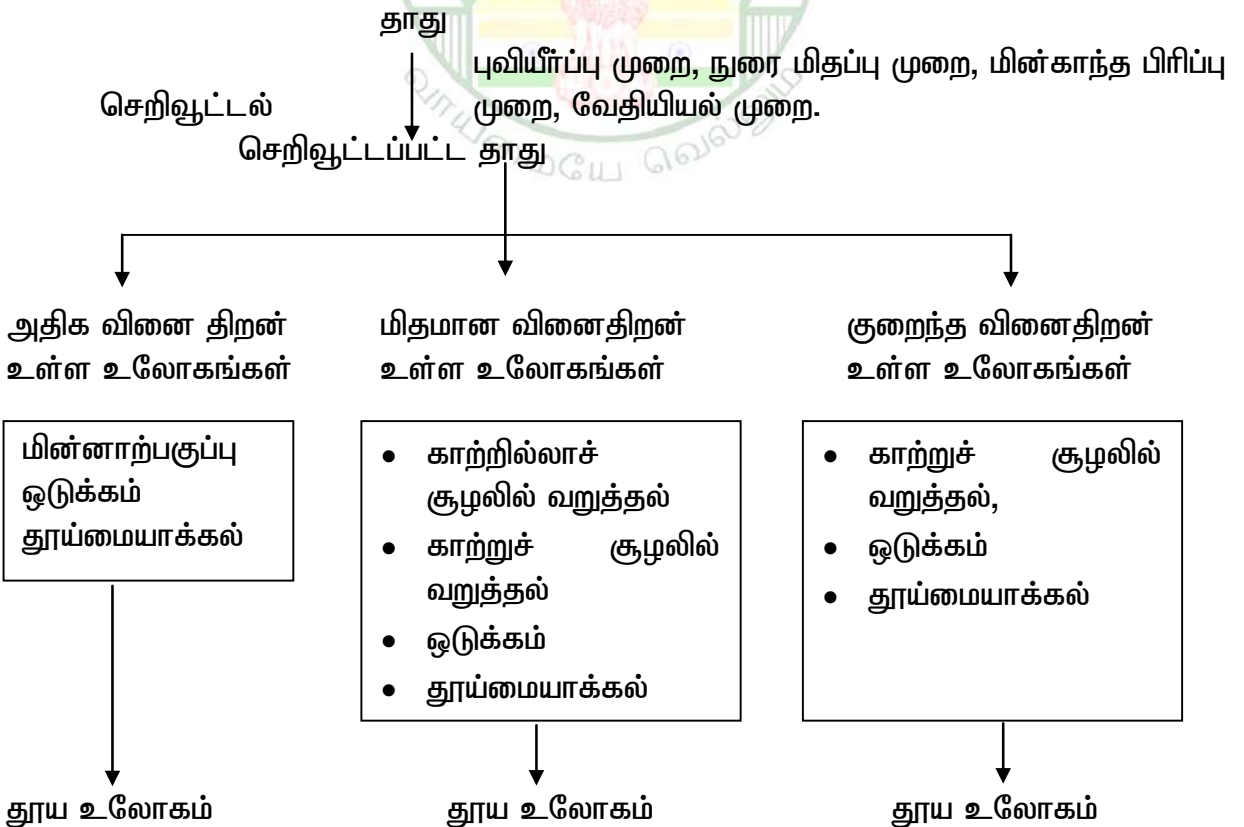 தாது
புவியீர்ப்பு முறை, நுரை மிதப்பு முறை, மின்காந்த பிரிப்பு
செறிவூட்டல் முறை, வேதியியல் முறை.
செறிவூட்டப்பட்ட தாது
வாய்மையே வெல்லும்
அதிக வினை திறன்
உள்ள உலோகங்கள்
மிதமான வினைதிறன்
உள்ள உலோகங்கள்
குறைந்த வினைதிறன்
உள்ள உலோகங்கள்
மின்னாற்பகுப்பு
ஒடுக்கம்
தூய்மையாக்கல்
• காற்றில்லாச்
சூழலில் வறுத்தல்
• காற்றுச் சூழலில்
வறுத்தல்
• ஒடுக்கம்
• தூய்மையாக்கல்
• காற்றுச் சூழலில்
வறுத்தல்,
• ஒடுக்கம்
• தூய்மையாக்கல்
தூய உலோகம்
தூய உலோகம்
தூய உலோகம்